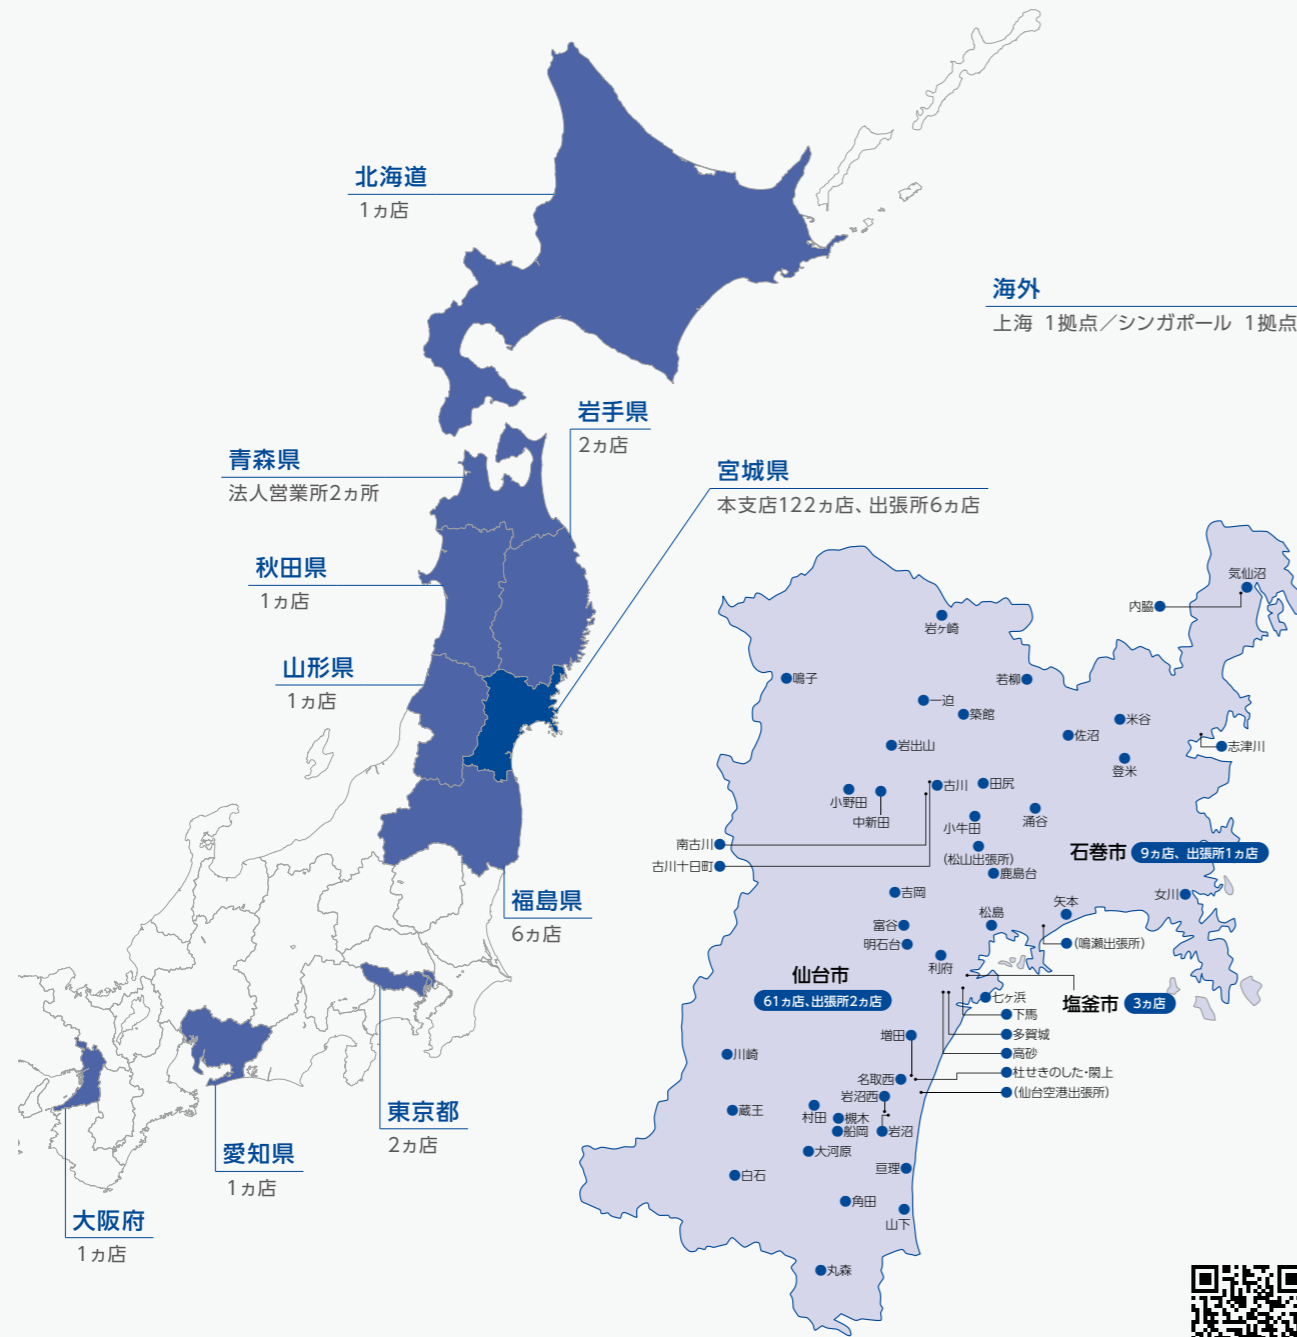 北海道
1ヵ店
海外
上海 1拠点／シンガポール 1拠点
岩手県
2ヵ店
青森県
法人営業所2ヵ所
宮城県
本支店122ヵ店、出張所6ヵ店
秋田県
1ヵ店
山形県
1ヵ店
福島県
6ヵ店
東京都
2ヵ店
愛知県
1ヵ店
大阪府
1ヵ店
気仙沼
内脇
岩ヶ崎
鳴子
若柳
一迫
築館
米谷
佐沼
志津川
岩出山
登米
古川
田尻
小野田
中新田
涌谷
小牛田
南古川
(松山出張所)
石巻市 9ヵ店、出張所1ヵ店
古川十日町
鹿島台
吉岡
女川
矢本
富谷
松島
明石台
(鳴瀬出張所)
利府
仙台市
61ヵ店、出張所2ヵ店
七ヶ浜
塩釜市 3ヵ店
下馬
多賀城
増田
川崎
高砂
名取西
杜せきのした・閖上
岩沼西
(仙台空港出張所)
蔵王
村田
槻木
船岡
岩沼
大河原
亘理
白石
角田
山下
丸森